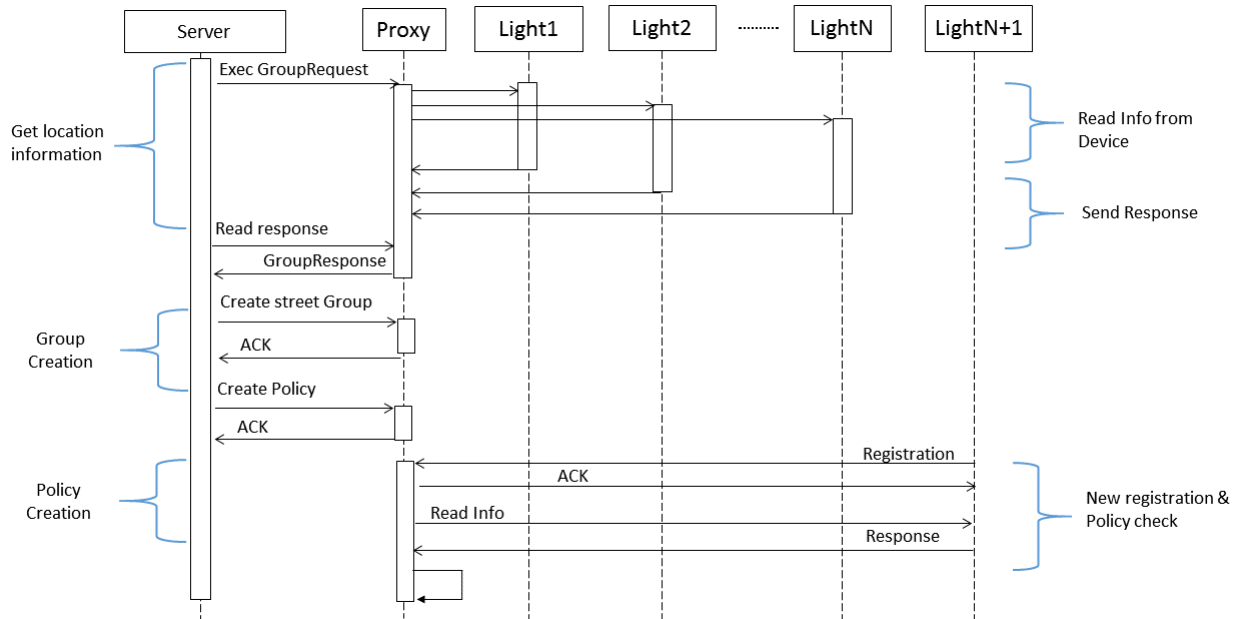 Server
Proxy
Light1
Light2
........
LightN
LightN+1
Exec GroupRequest
Get location
information
Read Info from
Device
Send Response
Read response
GroupResponse
Create street Group
Group
Creation
ACK
Create Policy
ACK
Registration
ACK
Policy
Creation
New registration &
Policy check
Read Info
Response